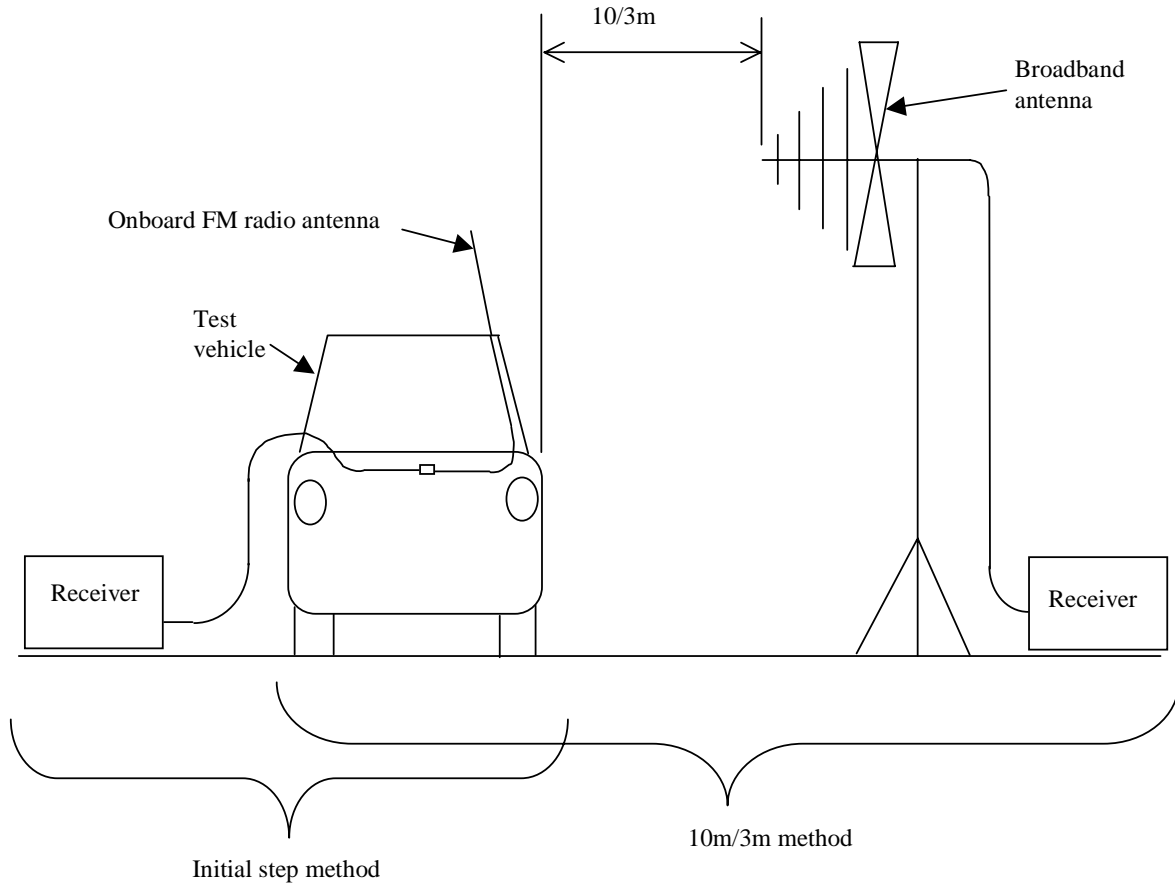 10/3m
Broadband
antenna
Onboard FM radio antenna
Test
vehicle
Receiver
Receiver
10m/3m method
Initial step method